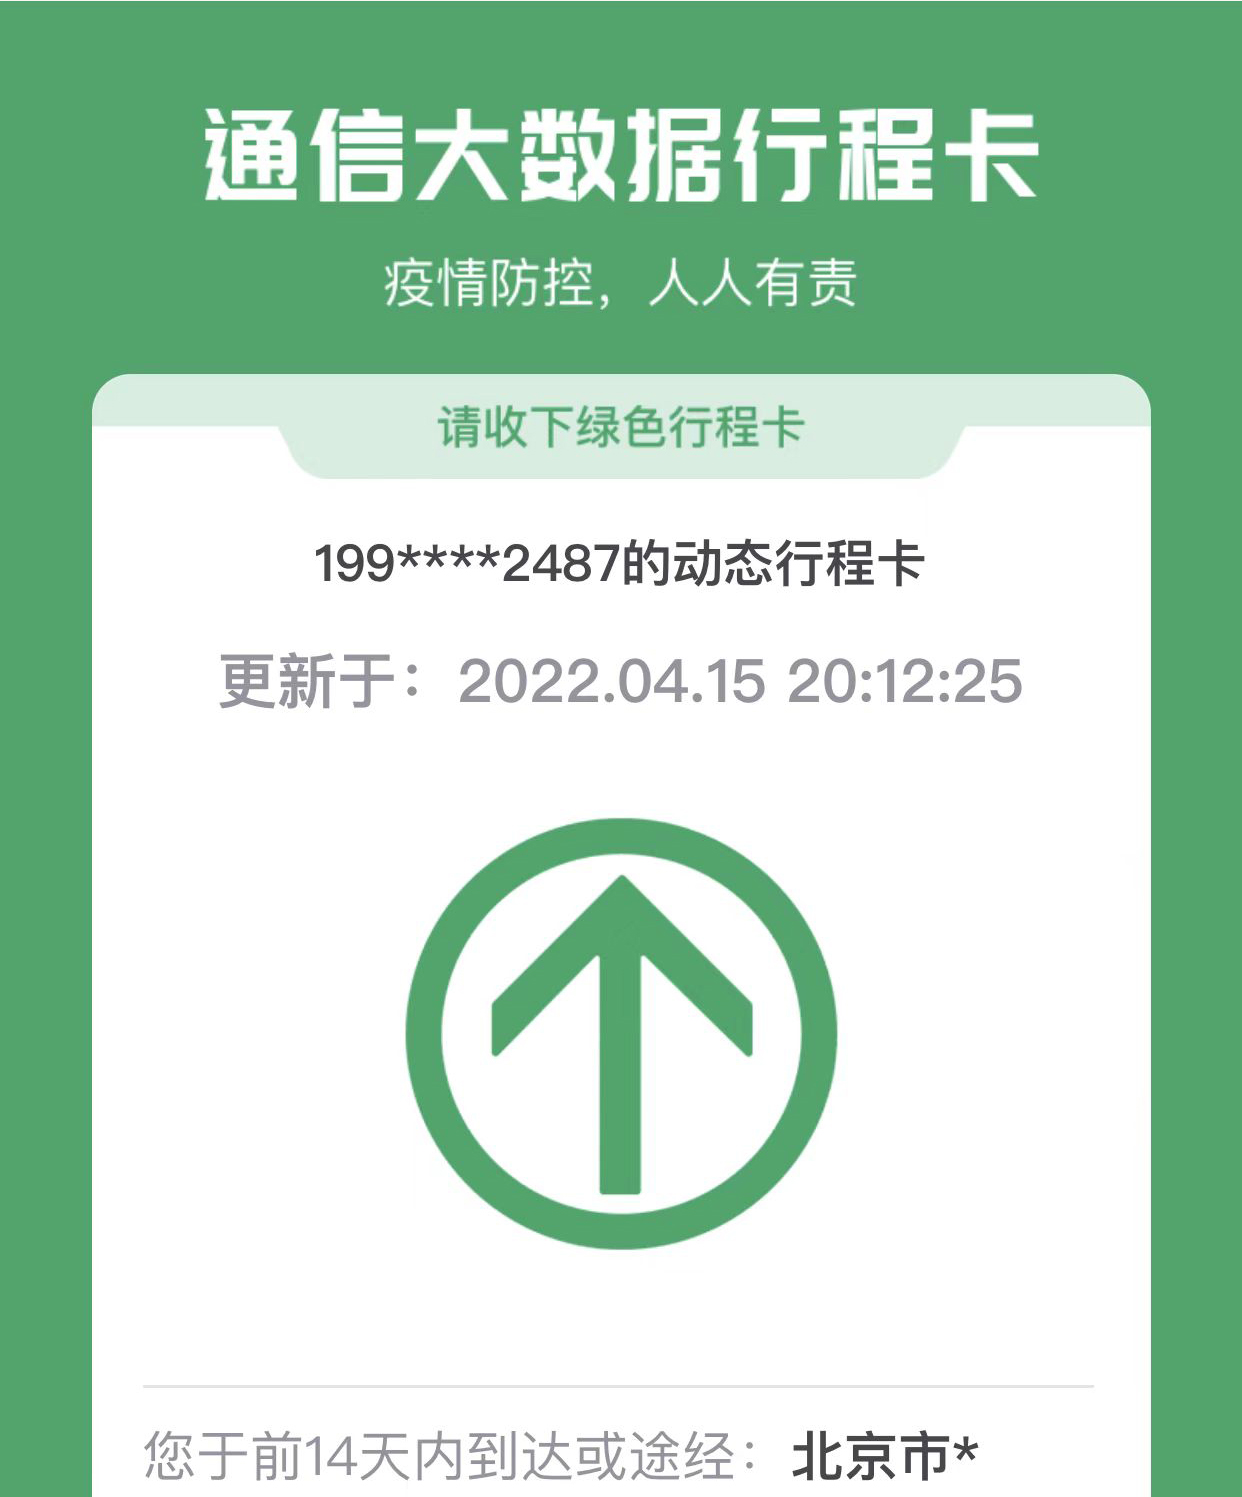 通信大数据行程卡
疫情防控，人人有责
请收下绿色行程卡
199****2487的动态行程卡
更新于：2022.04.15 20:12:25
您于前14天内到达或途经：北京市*